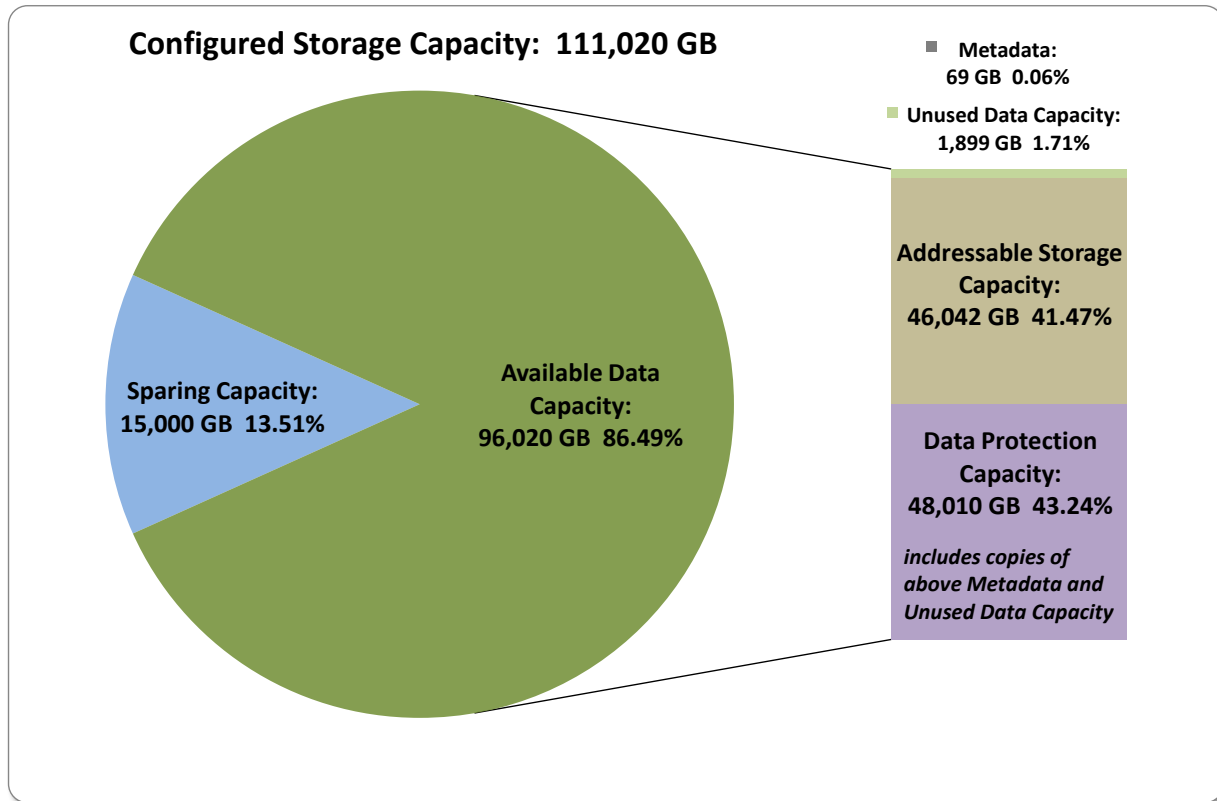 Configured Storage Capacity: 111,020 GB
Metadata:
69 GB 0.06%
Unused Data Capacity:
1,899 GB 1.71%
Sparing Capacity:
15,000 GB 13.51%
Available Data
Capacity:
96,020 GB 86.49%
Addressable Storage
Capacity:
46,042 GB 41.47%
Data Protection
Capacity:
48,010 GB 43.24%
includes copies of
above Metadata and
Unused Data Capacity